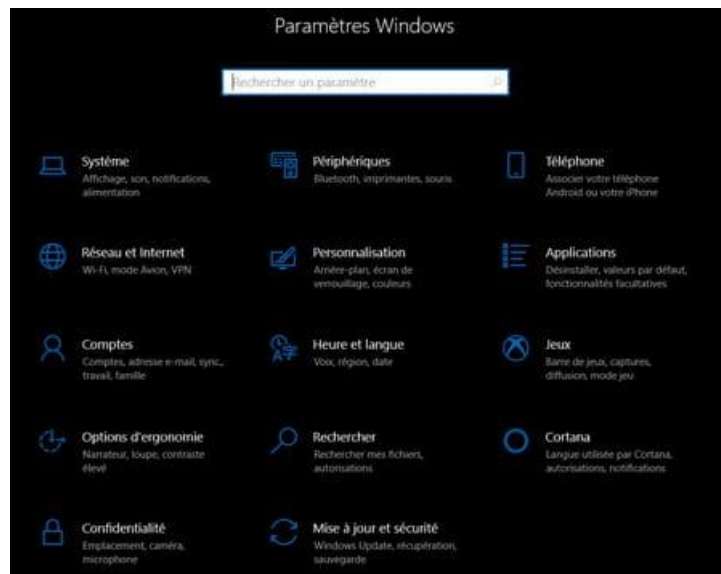 Paramètres Windows
Rechercher un paramètre
Système
Affichage, son, notifications,
alimentation
Périphériques
Bluetooth, imprimantes, souris
Téléphone
Associer votre téléphone
Android ou votre iPhone
Réseau et Internet
Wi-Fi, mode Avion, VPN
Personnalisation
Arrière-plan, écran de
verrouillage, couleurs
Applications
Désinstaller, valeurs par défaut,
fonctionnalités facultatives
Comptes
Comptes, adresse e-mail, sync.,
travail, famille
Heure et langue
Voix, région, date
Jeux
Barre de jeux, captures,
diffusion, mode jeu
Options d'ergonomie
Narrateur, loupe, contraste
élevé
Rechercher
Rechercher mes fichiers,
autorisations
Cortana
Langue utilisée par Cortana,
autorisations, notifications
Confidentialité
Emplacement, caméra,
microphone
Mise à jour et sécurité
Windows Update, récupération,
sauvegarde